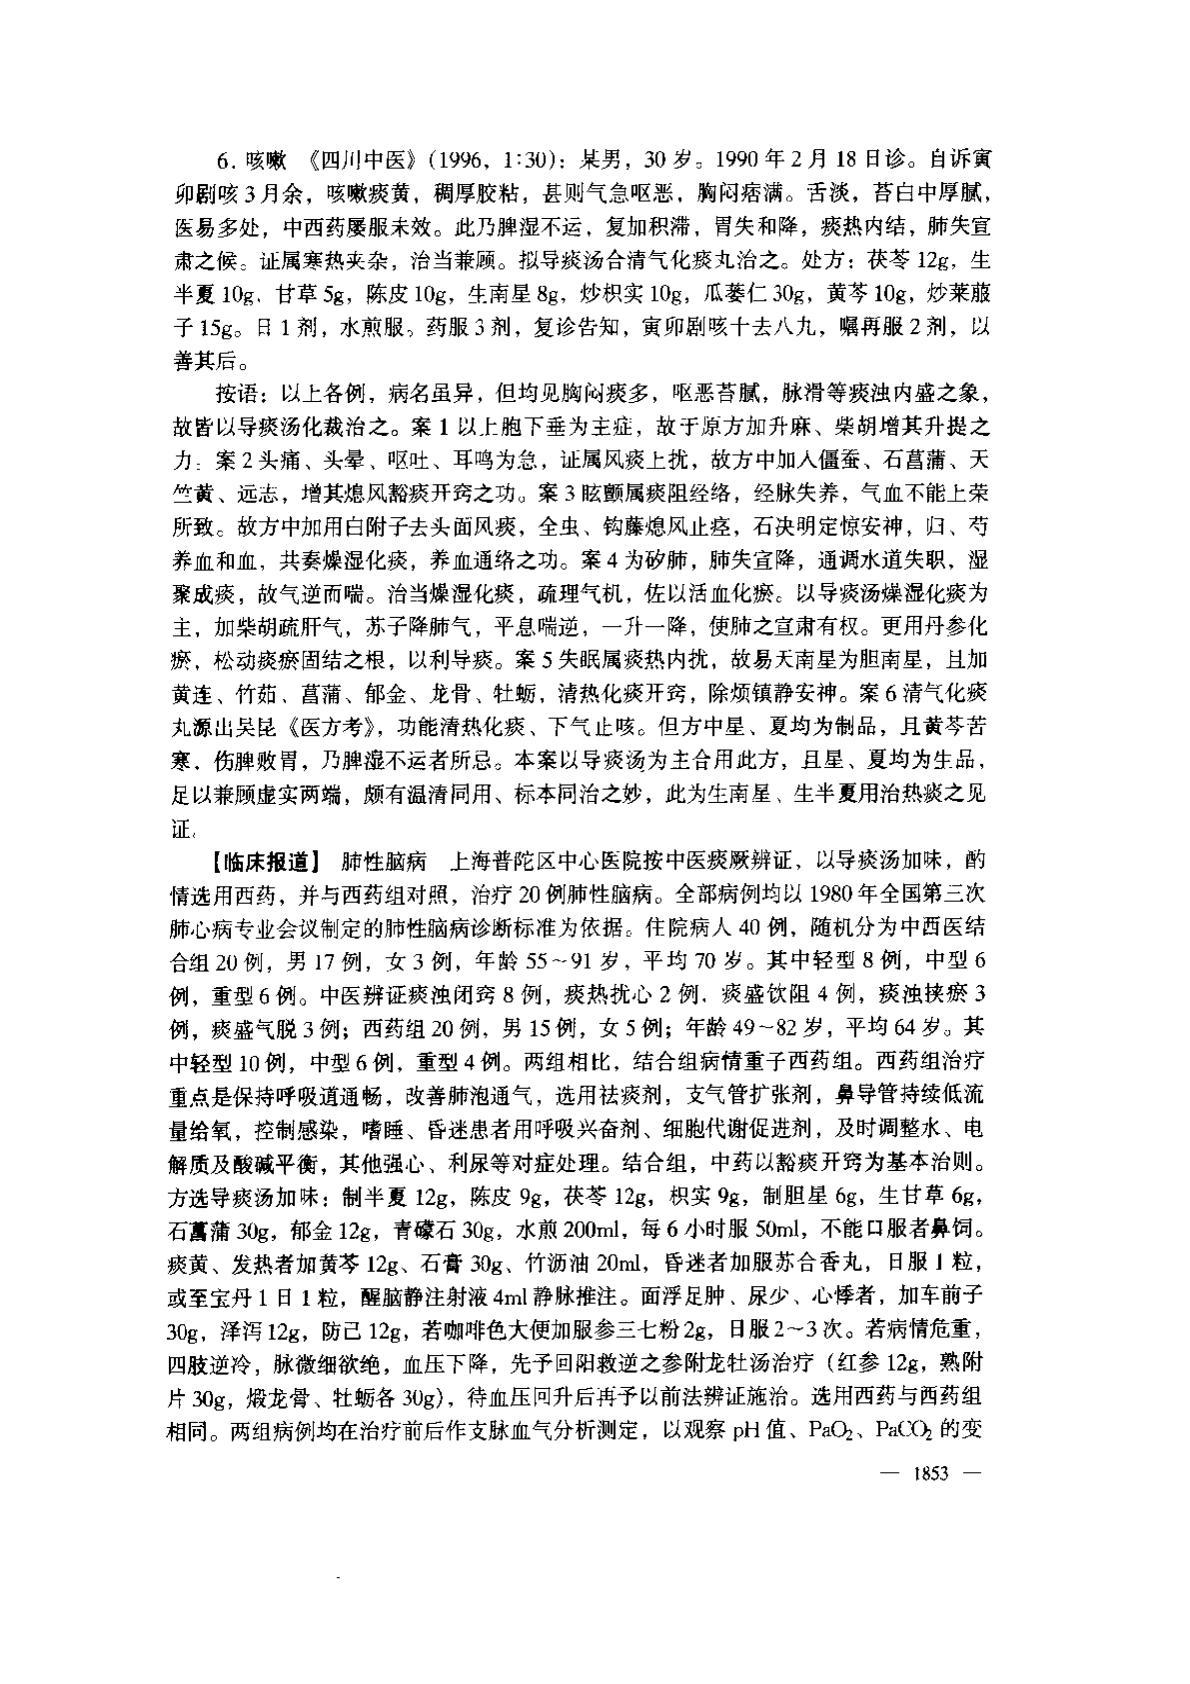 6. 咳嗽 《四川中医》(1996, 1:30): 某男, 30 岁。1990 年 2 月 18 日诊。自诉寅
卯剧咳 3 月余, 咳嗽痰黄, 稠厚胶粘, 甚则气急呕恶, 胸闷痞满。舌淡, 苔白中厚腻,
医易多处, 中西药屡服未效。此乃脾湿不运, 复加积滞, 胃失和降, 痰热内结, 肺失宣
肃之候。证属寒热夹杂, 治当兼顾。拟导痰汤合清气化痰丸治之。处方: 茯苓 12g, 生
半夏 10g, 甘草 5g, 陈皮 10g, 生南星 8g, 炒枳实 10g, 瓜蒌仁 30g, 黄芩 10g, 炒莱菔
子 15g。日 1 剂, 水煎服。药服 3 剂, 复诊告知, 寅卯剧咳十去八九, 嘱再服 2 剂, 以
善其后。
按语: 以上各例, 病名虽异, 但均见胸闷痰多, 呕恶苔腻, 脉滑等痰浊内盛之象,
故皆以导痰汤化裁治之。案 1 以上胞下垂为主症, 故于原方加升麻、柴胡增其升提之
力; 案 2 头痛、头晕、呕吐、耳鸣为急, 证属风痰上扰, 故方中加入僵蚕、石菖蒲、天
竺黄、远志, 增其熄风豁痰开窍之功。案 3 眩颤属痰阻经络, 经脉失养, 气血不能上荣
所致。故方中加用白附子去头面风痰, 全虫、钩藤熄风止痉, 石决明定惊安神, 归、芍
养血和血, 共奏燥湿化痰, 养血通络之功。案 4 为矽肺, 肺失宣降, 通调水道失职, 湿
聚成痰, 故气逆而喘。治当燥湿化痰, 疏理气机, 佐以活血化瘀。以导痰汤燥湿化痰为
主, 加柴胡疏肝气, 苏子降肺气, 平息喘逆, 一升一降, 使肺之宣肃有权。更用丹参化
瘀, 松动痰瘀固结之根, 以利导痰。案 5 失眠属痰热内扰, 故易天南星为胆南星, 且加
黄连、竹茹、菖蒲、郁金、龙骨、牡蛎, 清热化痰开窍, 除烦镇静安神。案 6 清气化痰
丸源出吴昆《医方考》, 功能清热化痰、下气止咳。但方中星、夏均为制品, 且黄芩苦
寒, 伤脾败胃, 乃脾湿不运者所忌。本案以导痰汤为主合用此方, 且星、夏均为生品,
足以兼顾虚实两端, 颇有温清同用、标本同治之妙, 此为生南星、生半夏用治热痰之见
证。
【临床报道】 肺性脑病 上海普陀区中心医院按中医痰厥辨证, 以导痰汤加味, 酌
情选用西药, 并与西药组对照, 治疗 20 例肺性脑病。全部病例均以 1980 年全国第三次
肺心病专业会议制定的肺性脑病诊断标准为依据。住院病人 40 例, 随机分为中西医结
合组 20 例, 男 17 例, 女 3 例, 年龄 55~91 岁, 平均 70 岁。其中轻型 8 例, 中型 6
例, 重型 6 例。中医辨证痰浊闭窍 8 例, 痰热扰心 2 例, 痰盛饮阻 4 例, 痰浊挟瘀 3
例, 痰盛气脱 3 例; 西药组 20 例, 男 15 例, 女 5 例; 年龄 49~82 岁, 平均 64 岁。其
中轻型 10 例, 中型 6 例, 重型 4 例。两组相比, 结合组病情重于西药组。西药组治疗
重点是保持呼吸道通畅, 改善肺泡通气, 选用祛痰剂, 支气管扩张剂, 鼻导管持续低流
量给氧, 控制感染, 嗜睡、昏迷患者用呼吸兴奋剂、细胞代谢促进剂, 及时调整水、电
解质及酸碱平衡, 其他强心、利尿等对症处理。结合组, 中药以豁痰开窍为基本治则。
方选导痰汤加味: 制半夏 12g, 陈皮 9g, 茯苓 12g, 枳实 9g, 制胆星 6g, 生甘草 6g,
石菖蒲 30g, 郁金 12g, 青礞石 30g, 水煎 200ml, 每 6 小时服 50ml, 不能口服者鼻饲。
痰黄、发热者加黄芩 12g、石膏 30g、竹沥油 20ml, 昏迷者加服苏合香丸, 日服 1 粒,
或至宝丹 1 日 1 粒, 醒脑静注射液 4ml 静脉推注。面浮足肿、尿少、心悸者, 加车前子
30g, 泽泻 12g, 防己 12g, 若咖啡色大便加服参三七粉 2g, 日服 2~3 次。若病情危重,
四肢逆冷, 脉微细欲绝, 血压下降, 先予回阳救逆之参附龙牡汤治疗 (红参 12g, 熟附
片 30g, 煅龙骨、牡蛎各 30g), 待血压回升后再予以前法辨证施治。选用西药与西药组
相同。两组病例均在治疗前后作支脉血气分析测定, 以观察 pH 值、PaO₂、PaCO₂ 的变
— 1853 —